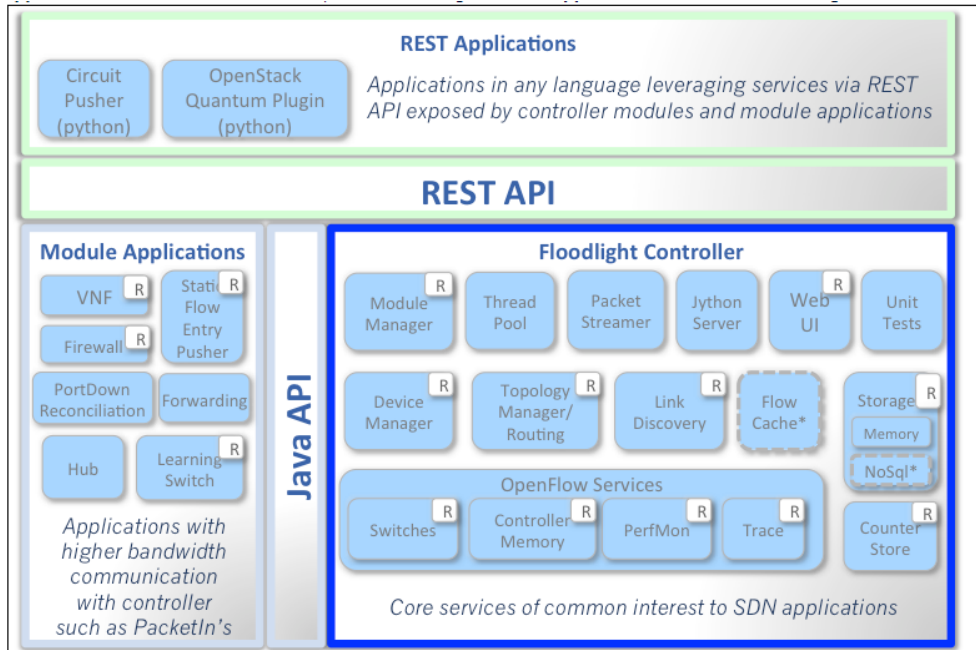 REST Applications
Circuit
Pusher
(python)
OpenStack
Quantum Plugin
(python)
Applications in any language leveraging services via REST
API exposed by controller modules and module applications
REST API
Module Applications
VNF
R
Static
Flow
Entry
Pusher
R
Firewall
R
PortDown
Reconciliation
Forwarding
Hub
Learning
Switch
R
Applications with
higher bandwidth
communication
with controller
such as PacketIn's
Java API
Floodlight Controller
Module
Manager
R
Thread
Pool
Packet
Streamer
Jython
Server
Web
UI
R
Unit
Tests
Device
Manager
R
Topology
Manager/
Routing
R
Link
Discovery
R
Flow
Cache*
Storage
R
Memory
NoSql*
OpenFlow Services
Switches
R
Controller
Memory
R
PerfMon
R
Trace
R
Counter
Store
R
Core services of common interest to SDN applications